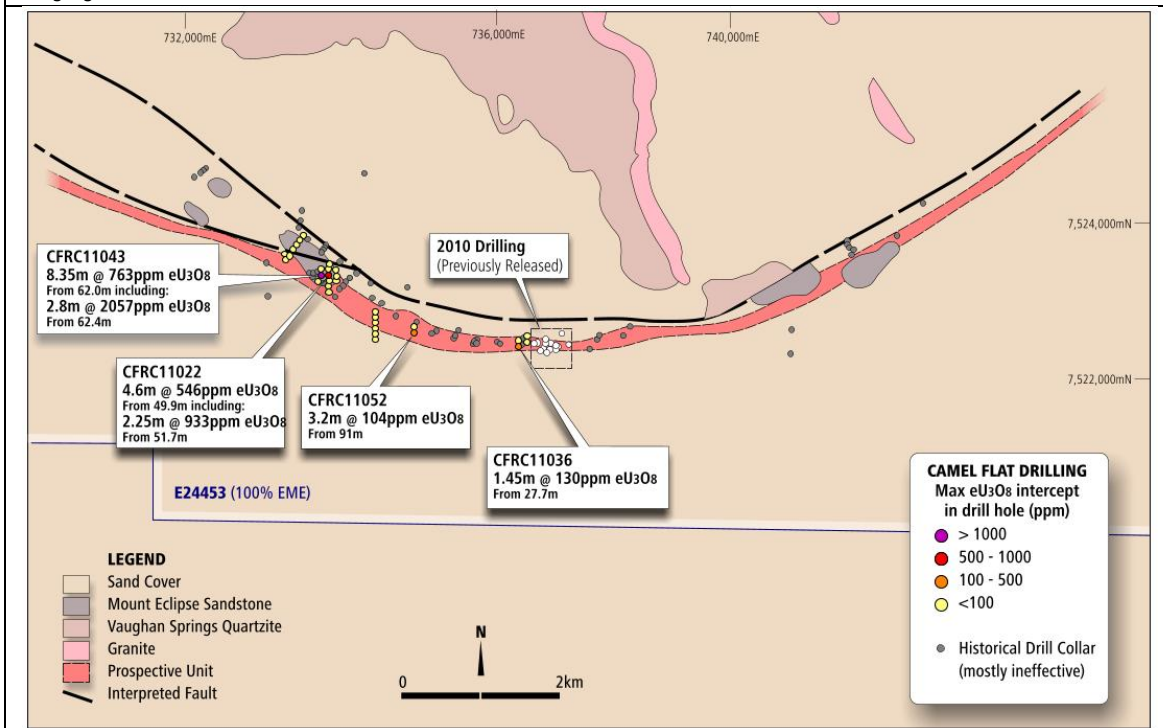 732,000mE
736,000mE
740,000mE
7,524,000mN
CFRC11043
8.35m @ 763ppm eU3O8
From 62.0m including:
2.8m @ 2057ppm eU3O8
From 62.4m
2010 Drilling
(Previously Released)
CFRC11022
4.6m @ 546ppm eU3O8
From 49.9m including:
2.25m @ 933ppm eU3O8
From 51.7m
CFRC11052
3.2m @ 104ppm eU3O8
From 91m
7,522,000mN
CFRC11036
1.45m @ 130ppm eU3O8
From 27.7m
E24453 (100% EME)
LEGEND
Sand Cover
Mount Eclipse Sandstone
Vaughan Springs Quartzite
Granite
Prospective Unit
Interpreted Fault
N
0
2km
CAMEL FLAT DRILLING
Max eU3O8 intercept
in drill hole (ppm)
> 1000
500 - 1000
100 - 500
<100
Historical Drill Collar
(mostly ineffective)